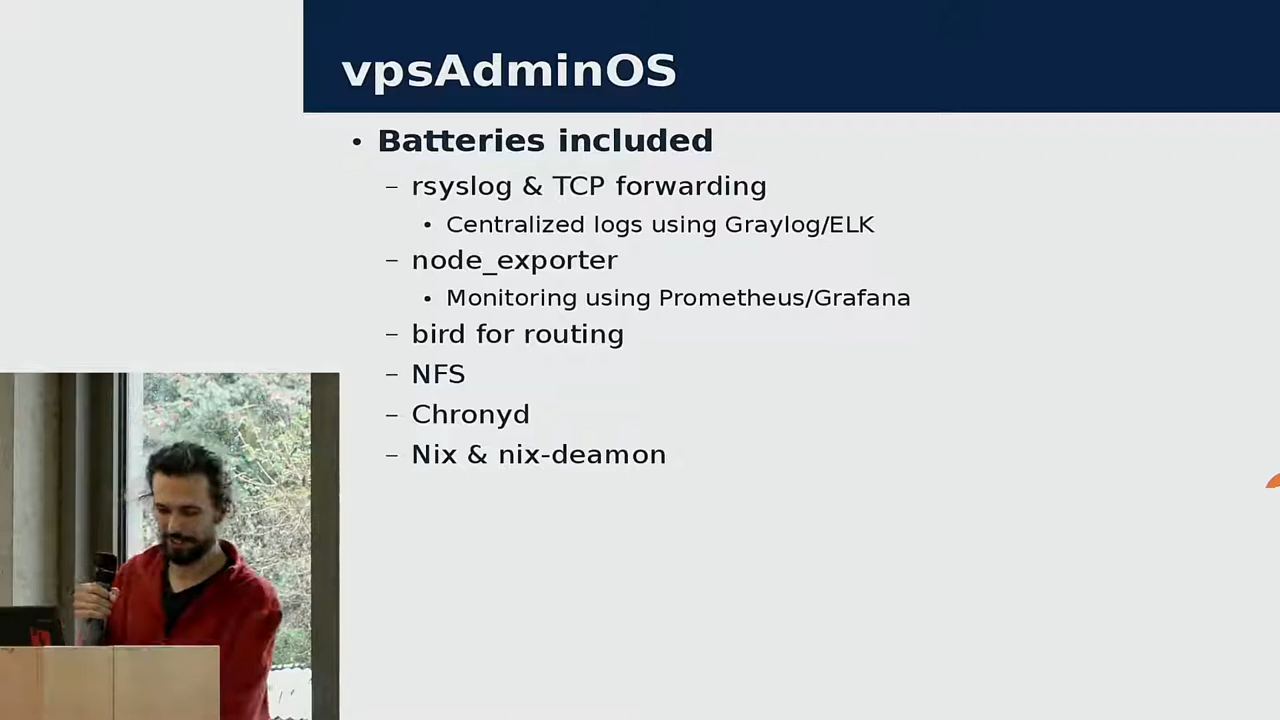 vpsAdminOS
• Batteries included
– rsyslog & TCP forwarding
• Centralized logs using Graylog/ELK
– node_exporter
• Monitoring using Prometheus/Grafana
– bird for routing
– NFS
– Chronyd
– Nix & nix-deamon